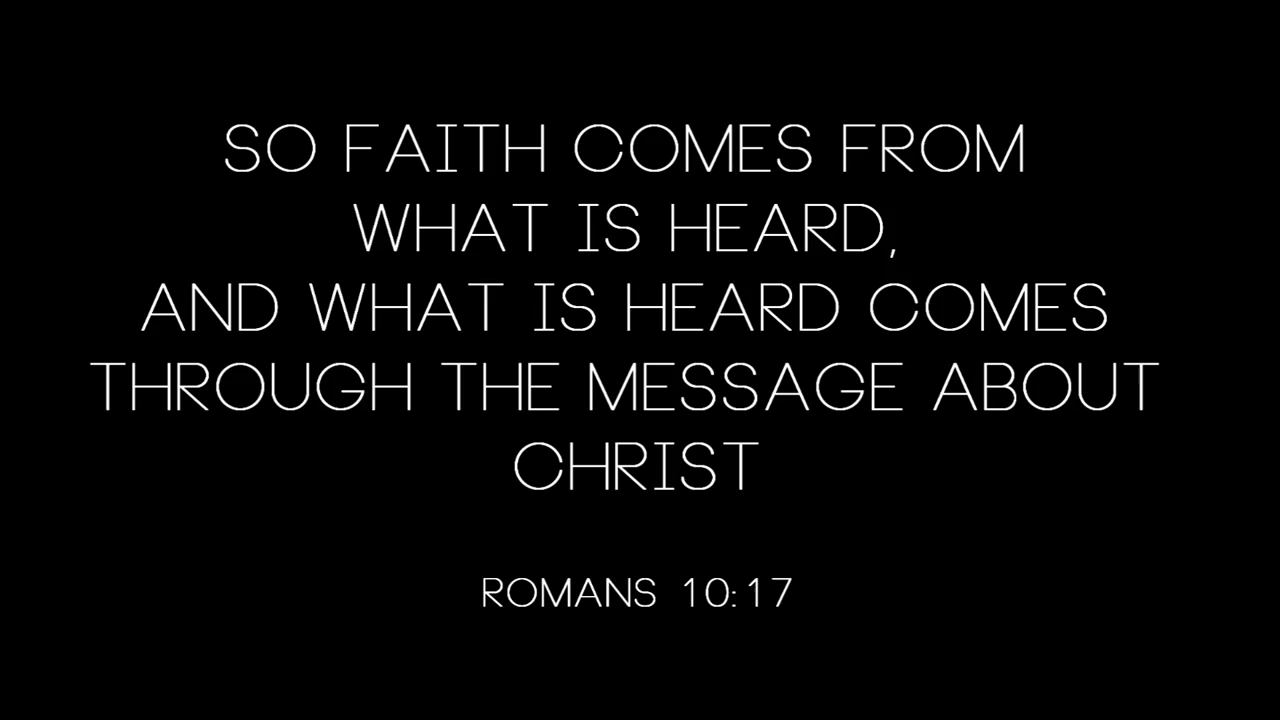 SO FAITH COMES FROM
WHAT IS HEARD,
AND WHAT IS HEARD COMES
THROUGH THE MESSAGE ABOUT
CHRIST
ROMANS 10:17